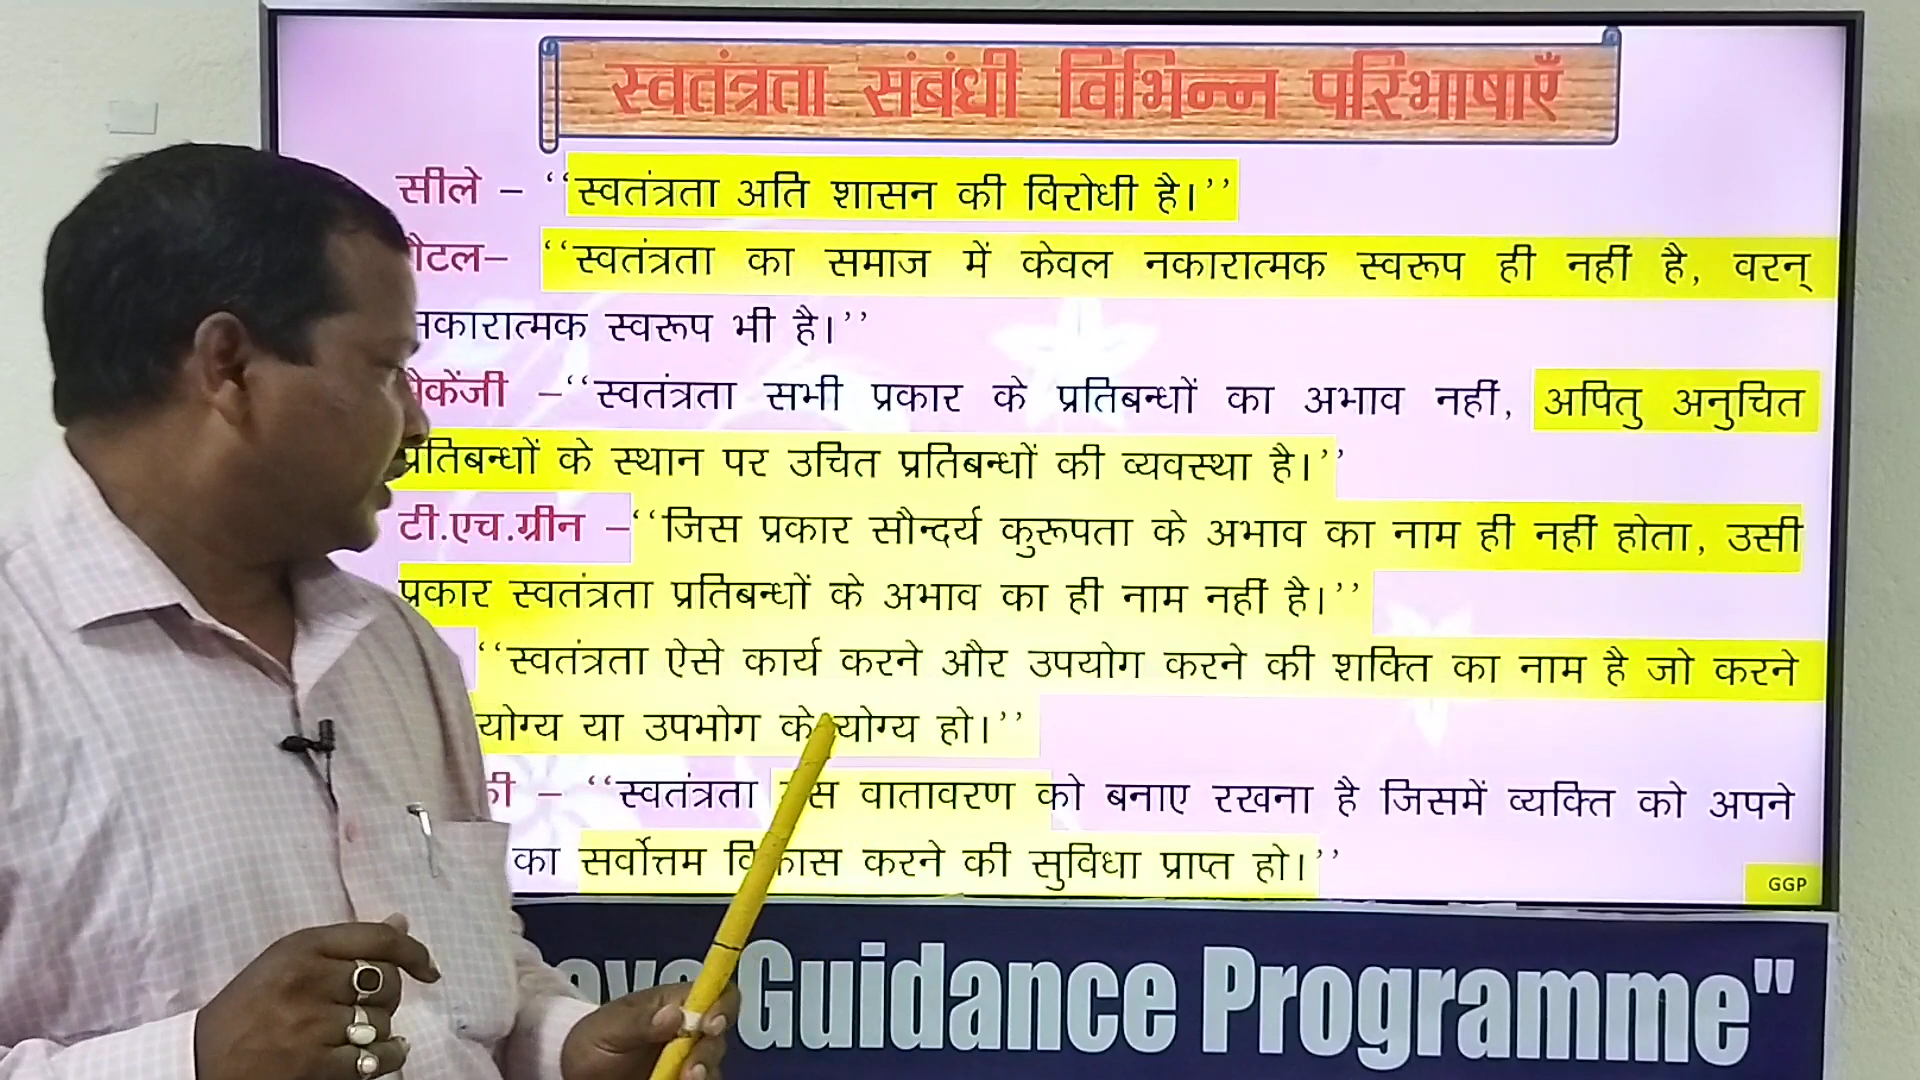 स्वतंत्रता संबंधी विभिन्न परिभाषाएँ
सीले – ‘‘स्वतंत्रता अति शासन की विरोधी है।’’
‘‘स्वतंत्रता का समाज में केवल नकारात्मक स्वरूप ही नहीं है, वरन्
स्वरूप भी है।’’
‘‘स्वतंत्रता सभी प्रकार के प्रतिबन्धों का अभाव नहीं, अपितु अनुचित
प्रतिबन्धों के स्थान पर उचित प्रतिबन्धों की व्यवस्था है।’’
टी.एच.ग्रीन –‘‘जिस प्रकार सौन्दर्य कुरूपता के अभाव का नाम ही नहीं होता, उसी
प्रकार स्वतंत्रता प्रतिबन्धों के अभाव का ही नाम नहीं है।’’
‘‘स्वतंत्रता ऐसे कार्य करने और उपयोग करने की शक्ति का नाम है जो करने
योग्य या उपभोग के योग्य हो।’’
– ‘‘स्वतंत्रता उस वातावरण को बनाए रखना है जिसमें व्यक्ति को अपने
का सर्वोत्तम विकास करने की सुविधा प्राप्त हो।’’
GGP
Guidance Programme"